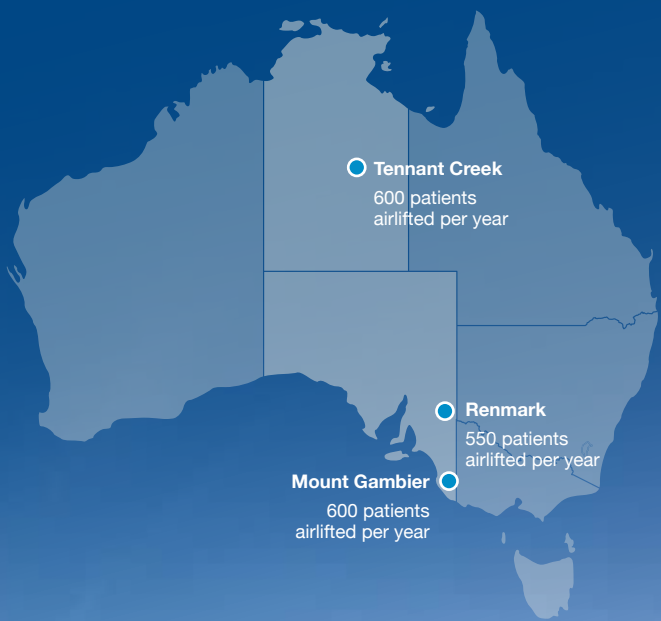 Tennant Creek
600 patients
airlifted per year
Renmark
550 patients
airlifted per year
Mount Gambier
600 patients
airlifted per year